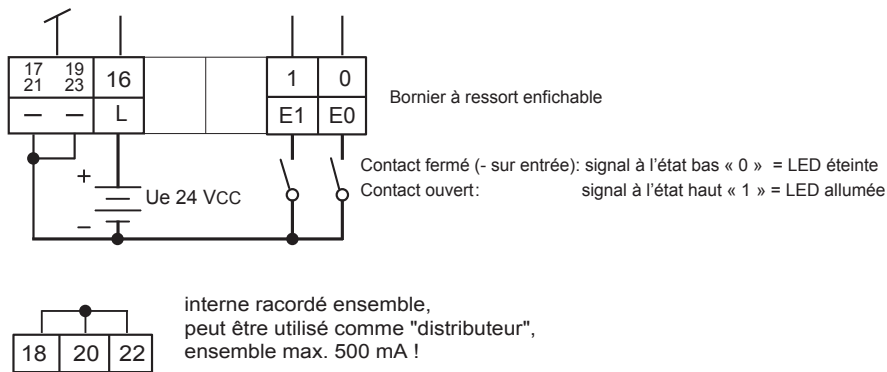 17 19 16 1 0
21 23
— — L E1 E0
Bornier à ressort enfichable
Contact fermé (- sur entrée): signal à l'état bas « 0 » = LED éteinte
Contact ouvert: signal à l'état haut « 1 » = LED allumée
+
Ue 24 VCC
–
interne racordé ensemble,
peut être utilisé comme "distributeur",
ensemble max. 500 mA !
18 20 22